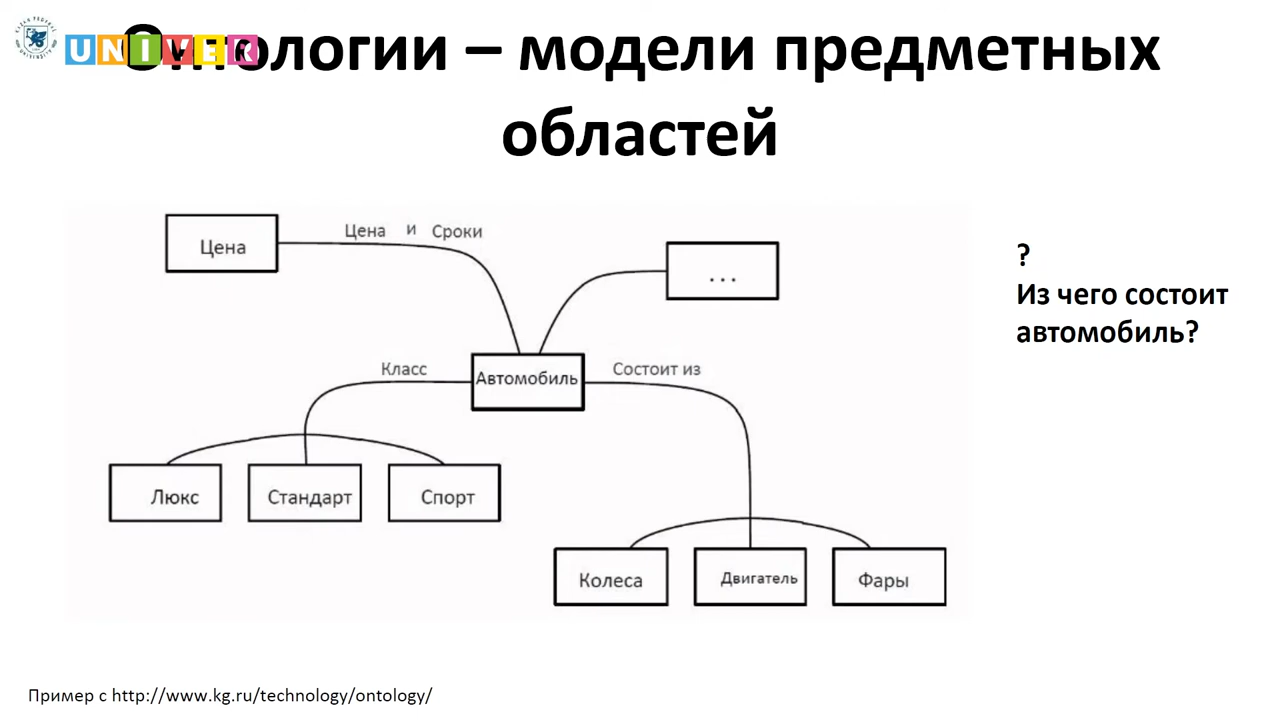 UNIVER
Онтологии – модели предметных
областей
Цена
Цена и Сроки
...
?
Из чего состоит
автомобиль?
Класс
Автомобиль
Состоит из
Люкс
Стандарт
Спорт
Колеса
Двигатель
Фары
Пример с http://www.kg.ru/technology/ontology/